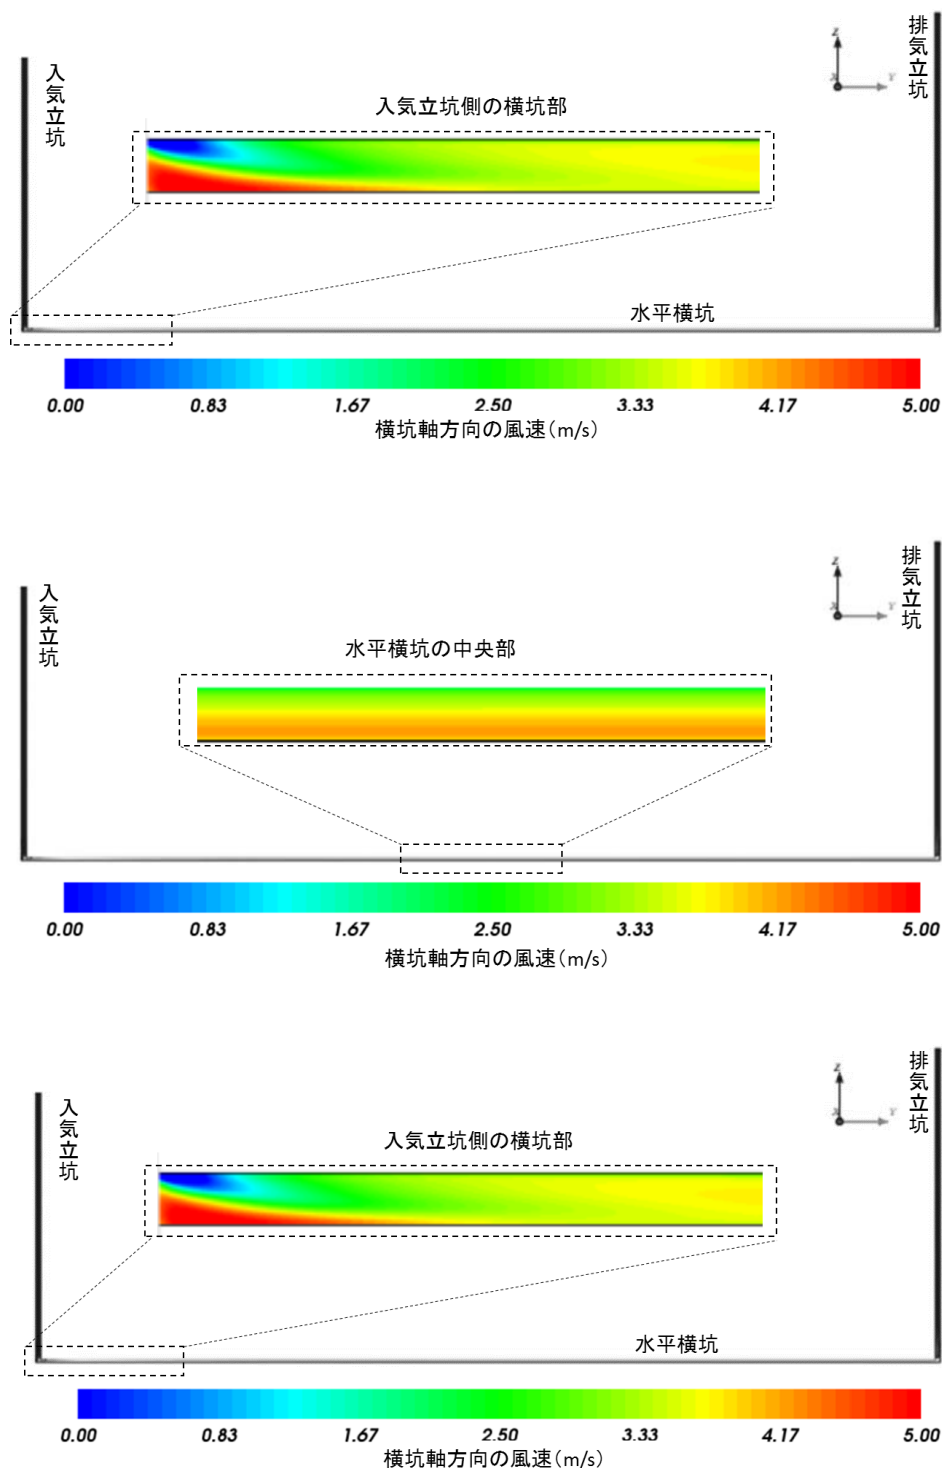 入気立坑
排気立坑
Z
X
Y
入気立坑側の横坑部
水平横坑
0.00 0.83 1.67 2.50 3.33 4.17 5.00
横坑軸方向の風速(m/s)
入気立坑
排気立坑
Z
X
Y
水平横坑の中央部
0.00 0.83 1.67 2.50 3.33 4.17 5.00
横坑軸方向の風速(m/s)
入気立坑
排気立坑
Z
X
Y
入気立坑側の横坑部
水平横坑
0.00 0.83 1.67 2.50 3.33 4.17 5.00
横坑軸方向の風速(m/s)